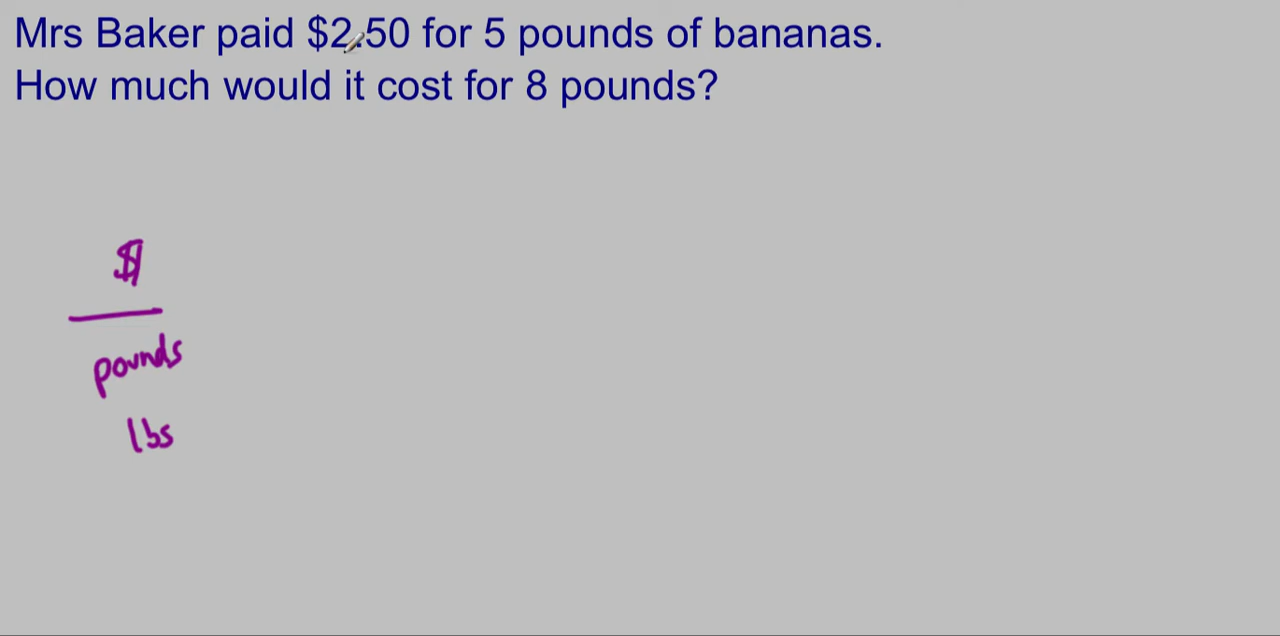 Mrs Baker paid $2.50 for 5 pounds of bananas.
How much would it cost for 8 pounds?
$
pounds
lbs